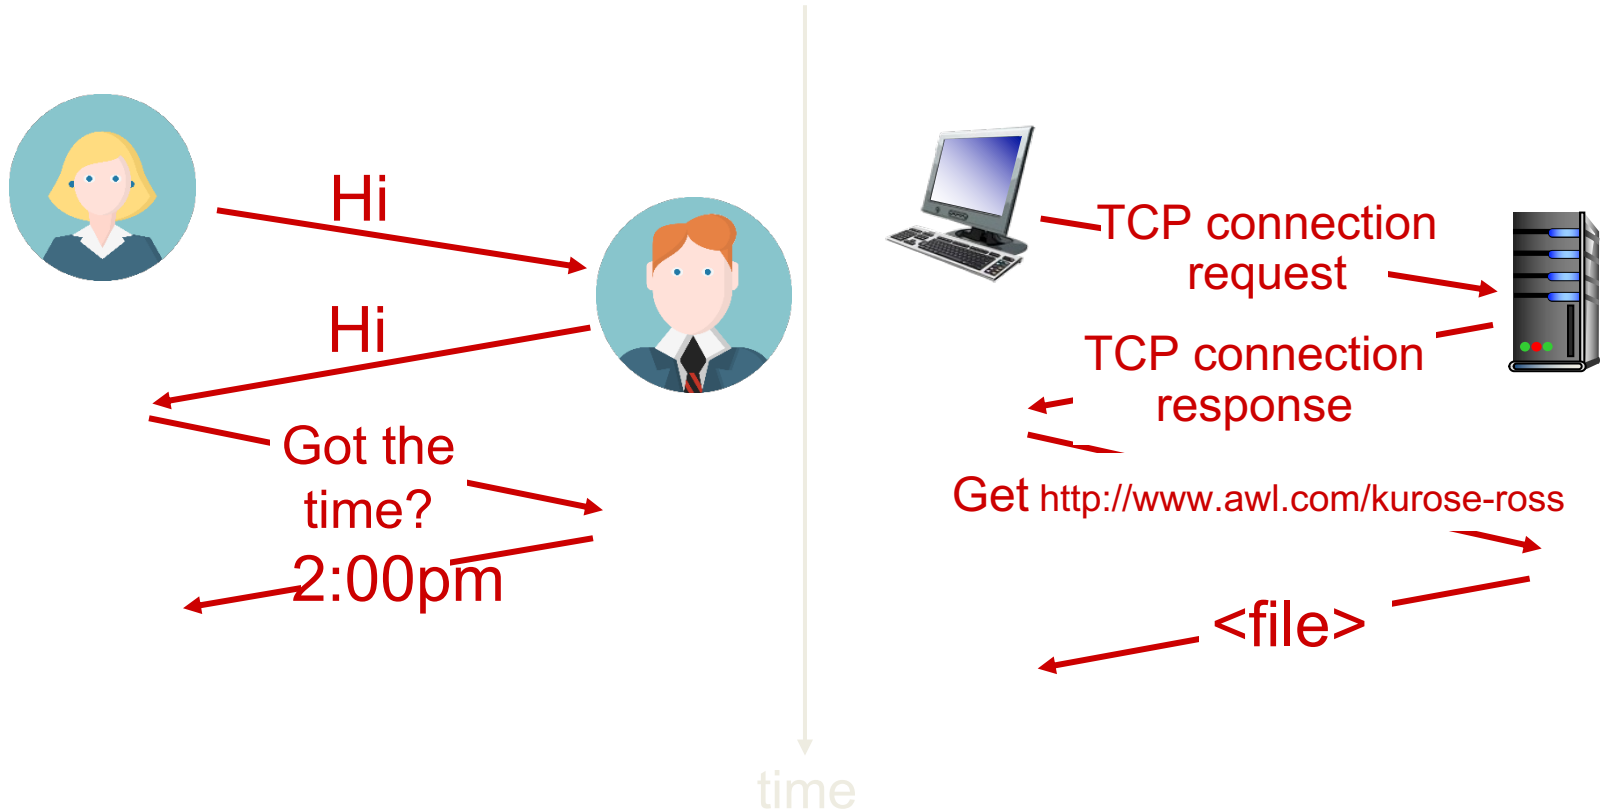 Hi
Hi
Got the
time?
2:00pm
TCP connection
request
TCP connection
response
Get http://www.awl.com/kurose-ross
<file>
time